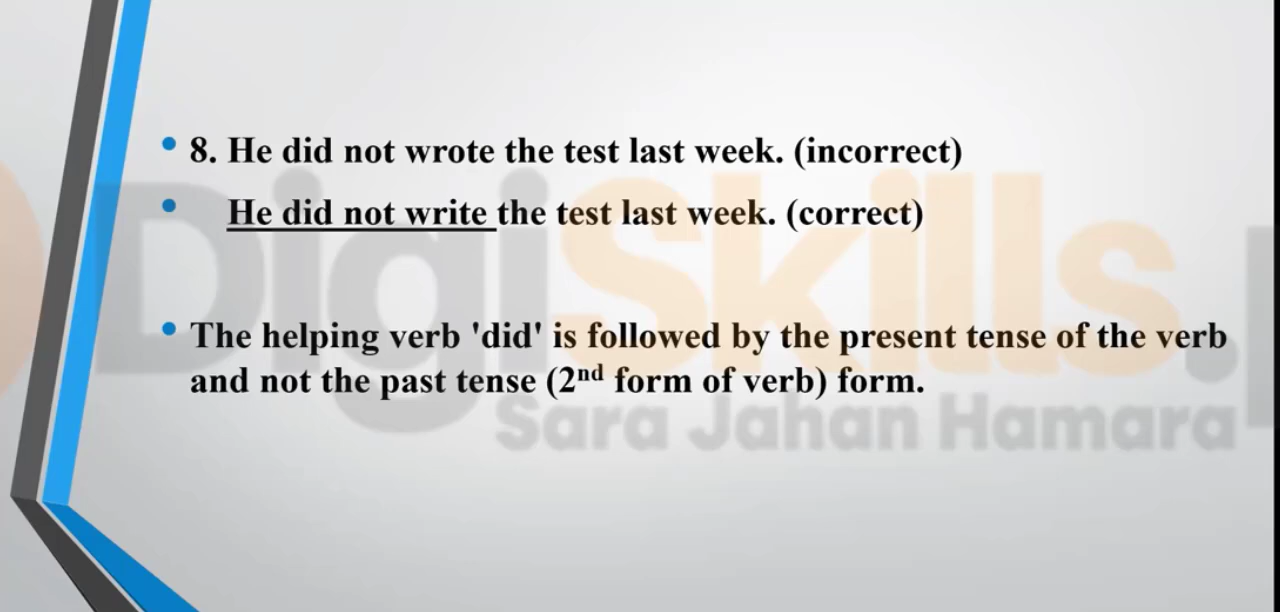 • 8. He did not wrote the test last week. (incorrect)
• He did not write the test last week. (correct)
• The helping verb 'did' is followed by the present tense of the verb
and not the past tense (2nd form of verb) form.
DigiSkills.
Sara Jahan Hamara